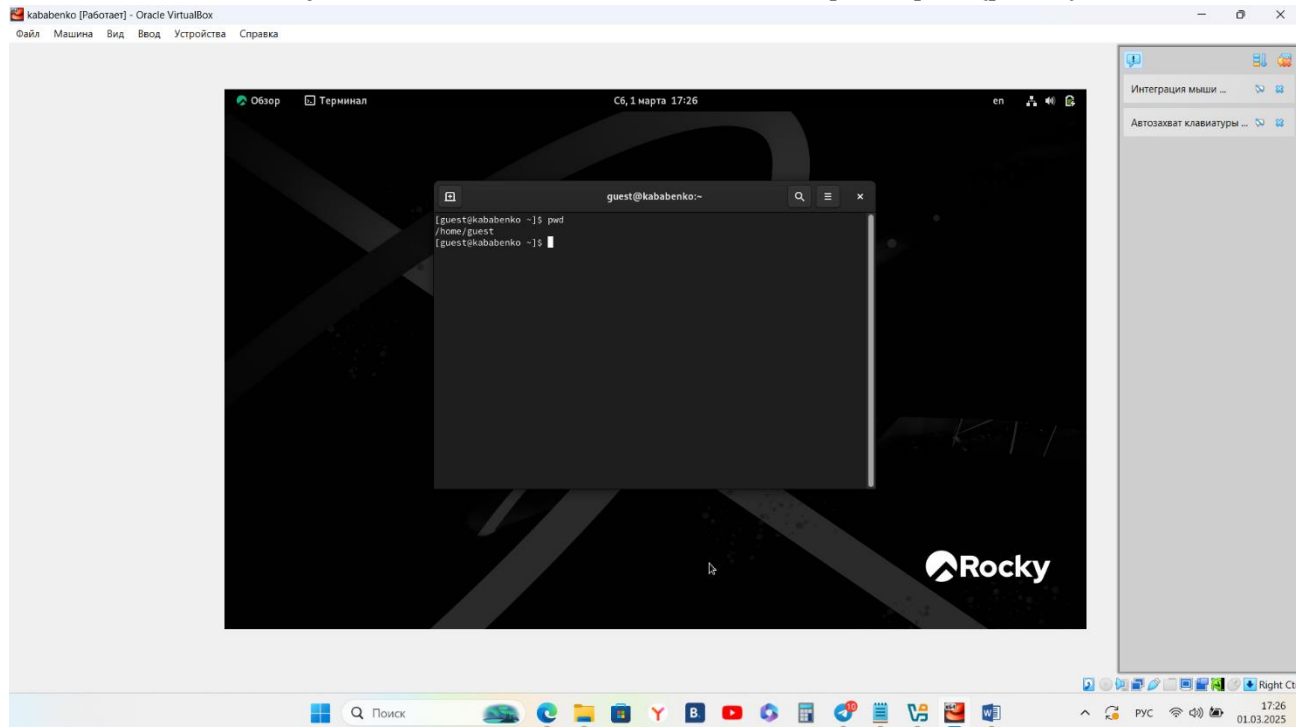 kababenko [Работает] - Oracle VirtualBox
Файл Машина Вид Ввод Устройства Справка
Интеграция мыши ...
Автозахват клавиатуры ...
Обзор Терминал Сб, 1 марта 17:26 en
guest@kababenko:~
[guest@kababenko ~]$ pwd
/home/guest
[guest@kababenko ~]$
Rocky
Right Ct
Поиск
РУС 17:26
01.03.2025